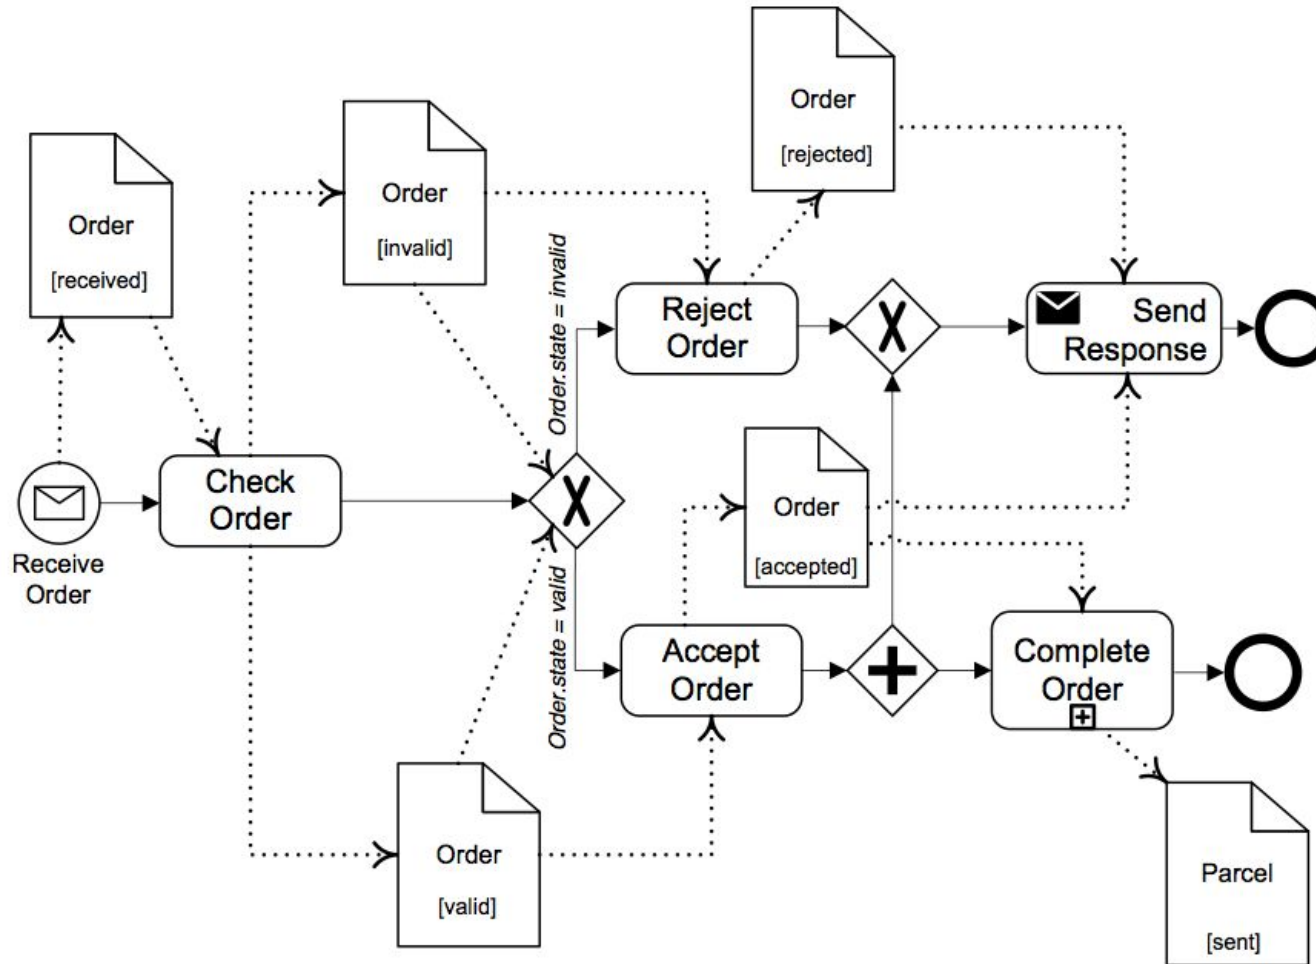 Order
[rejected]
Order
[invalid]
Order
[received]
Order.state = invalid
Reject
Order
Send
Response
Check
Order
Receive
Order
Order
[accepted]
Order.state = valid
Accept
Order
Complete
Order
Order
[valid]
Parcel
[sent]